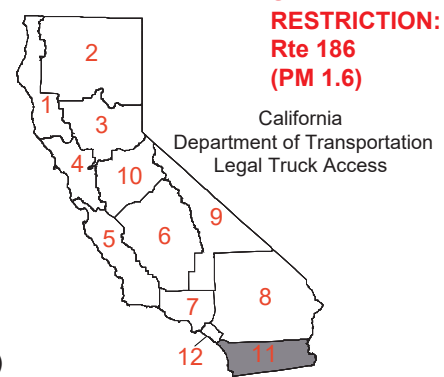 RESTRICTION:
Rte 186
(PM 1.6)
California
Department of Transportation
Legal Truck Access
2
1
3
4
10
5
6
9
7
8
12
11
)